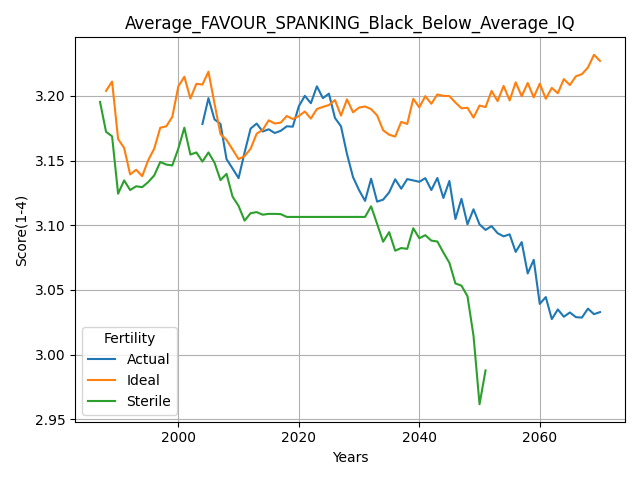 Average_FAVOUR_SPANKING_Black_Below_Average_IQ
Score(1-4)
3.20
3.15
3.10
3.05
3.00
2.95
Fertility
Actual
Ideal
Sterile
2000
2020
2040
2060
Years